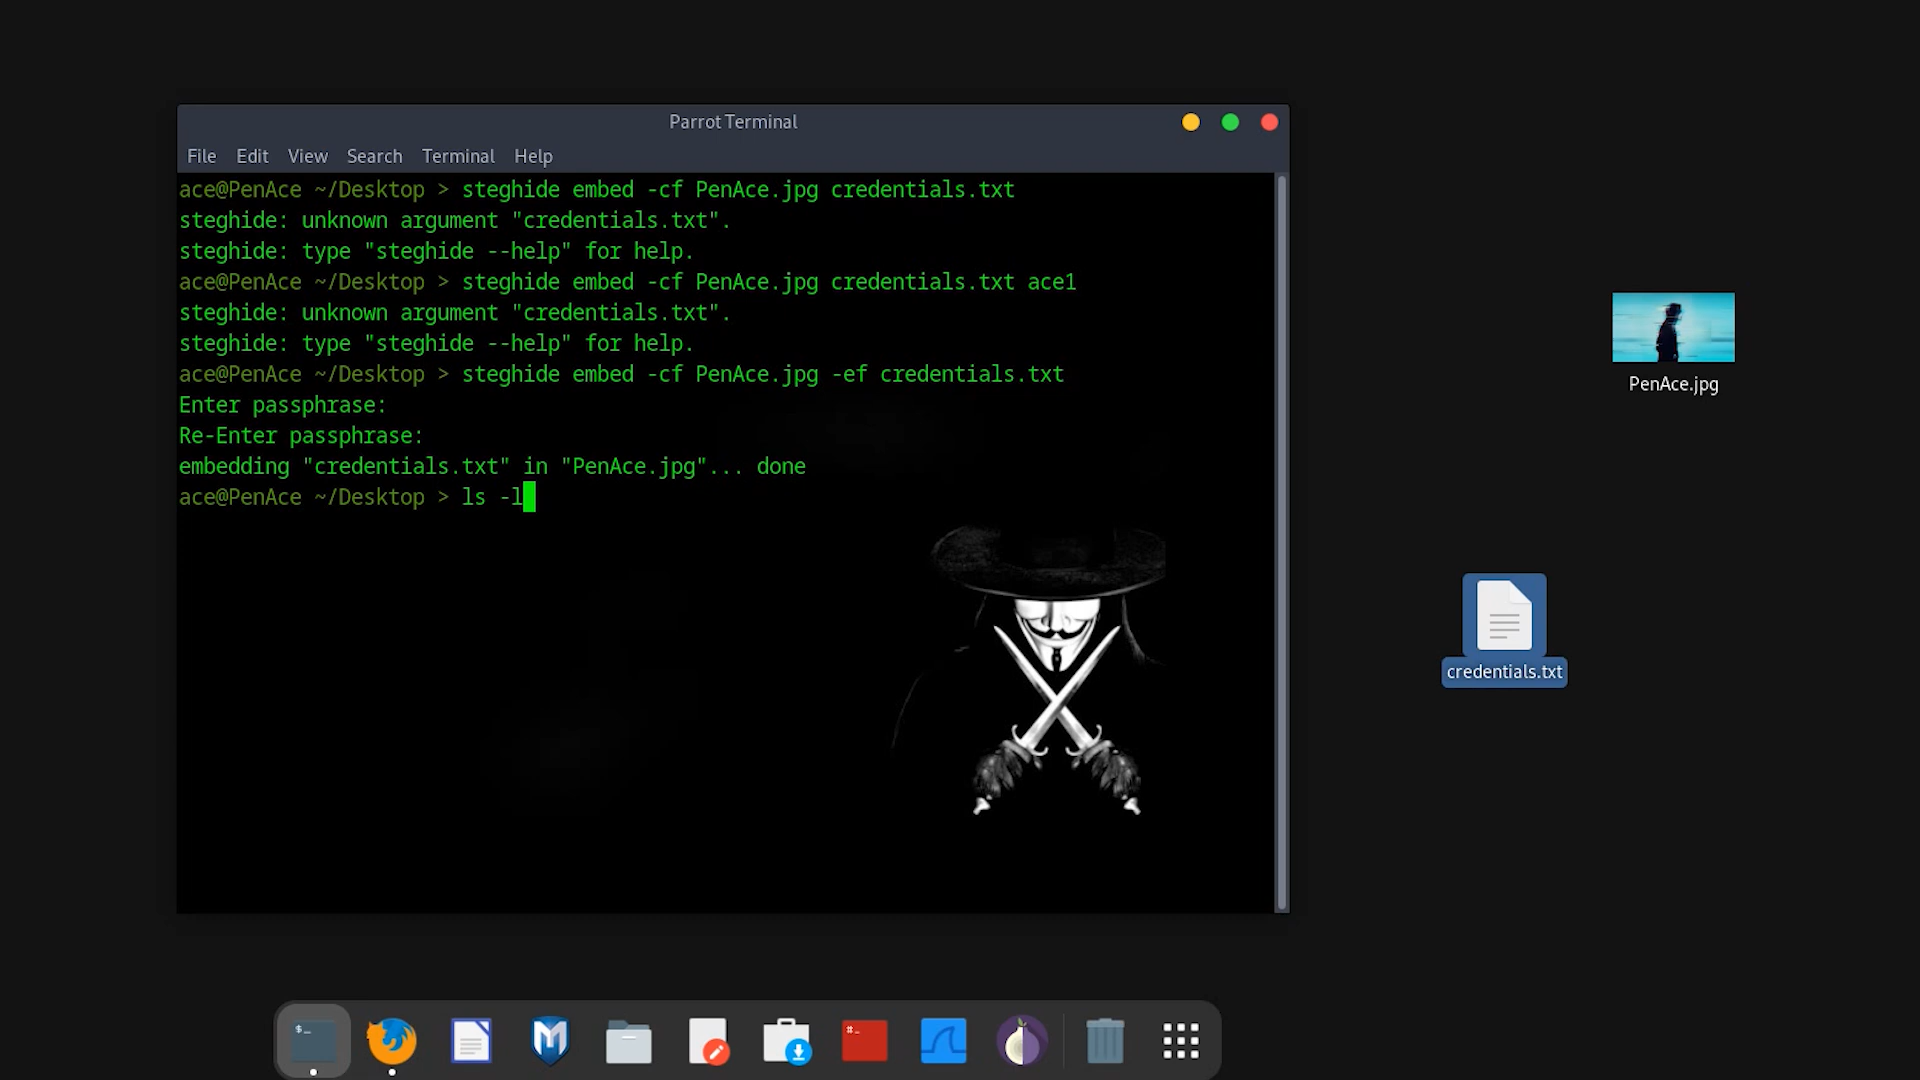 Parrot Terminal
File Edit View Search Terminal Help
ace@PenAce ~/Desktop > steghide embed -cf PenAce.jpg credentials.txt
steghide: unknown argument "credentials.txt".
steghide: type "steghide --help" for help.
ace@PenAce ~/Desktop > steghide embed -cf PenAce.jpg credentials.txt ace1
steghide: unknown argument "credentials.txt".
steghide: type "steghide --help" for help.
ace@PenAce ~/Desktop > steghide embed -cf PenAce.jpg -ef credentials.txt
Enter passphrase:
Re-Enter passphrase:
embedding "credentials.txt" in "PenAce.jpg"... done
ace@PenAce ~/Desktop > ls -l
PenAce.jpg
credentials.txt
$_
M
#_